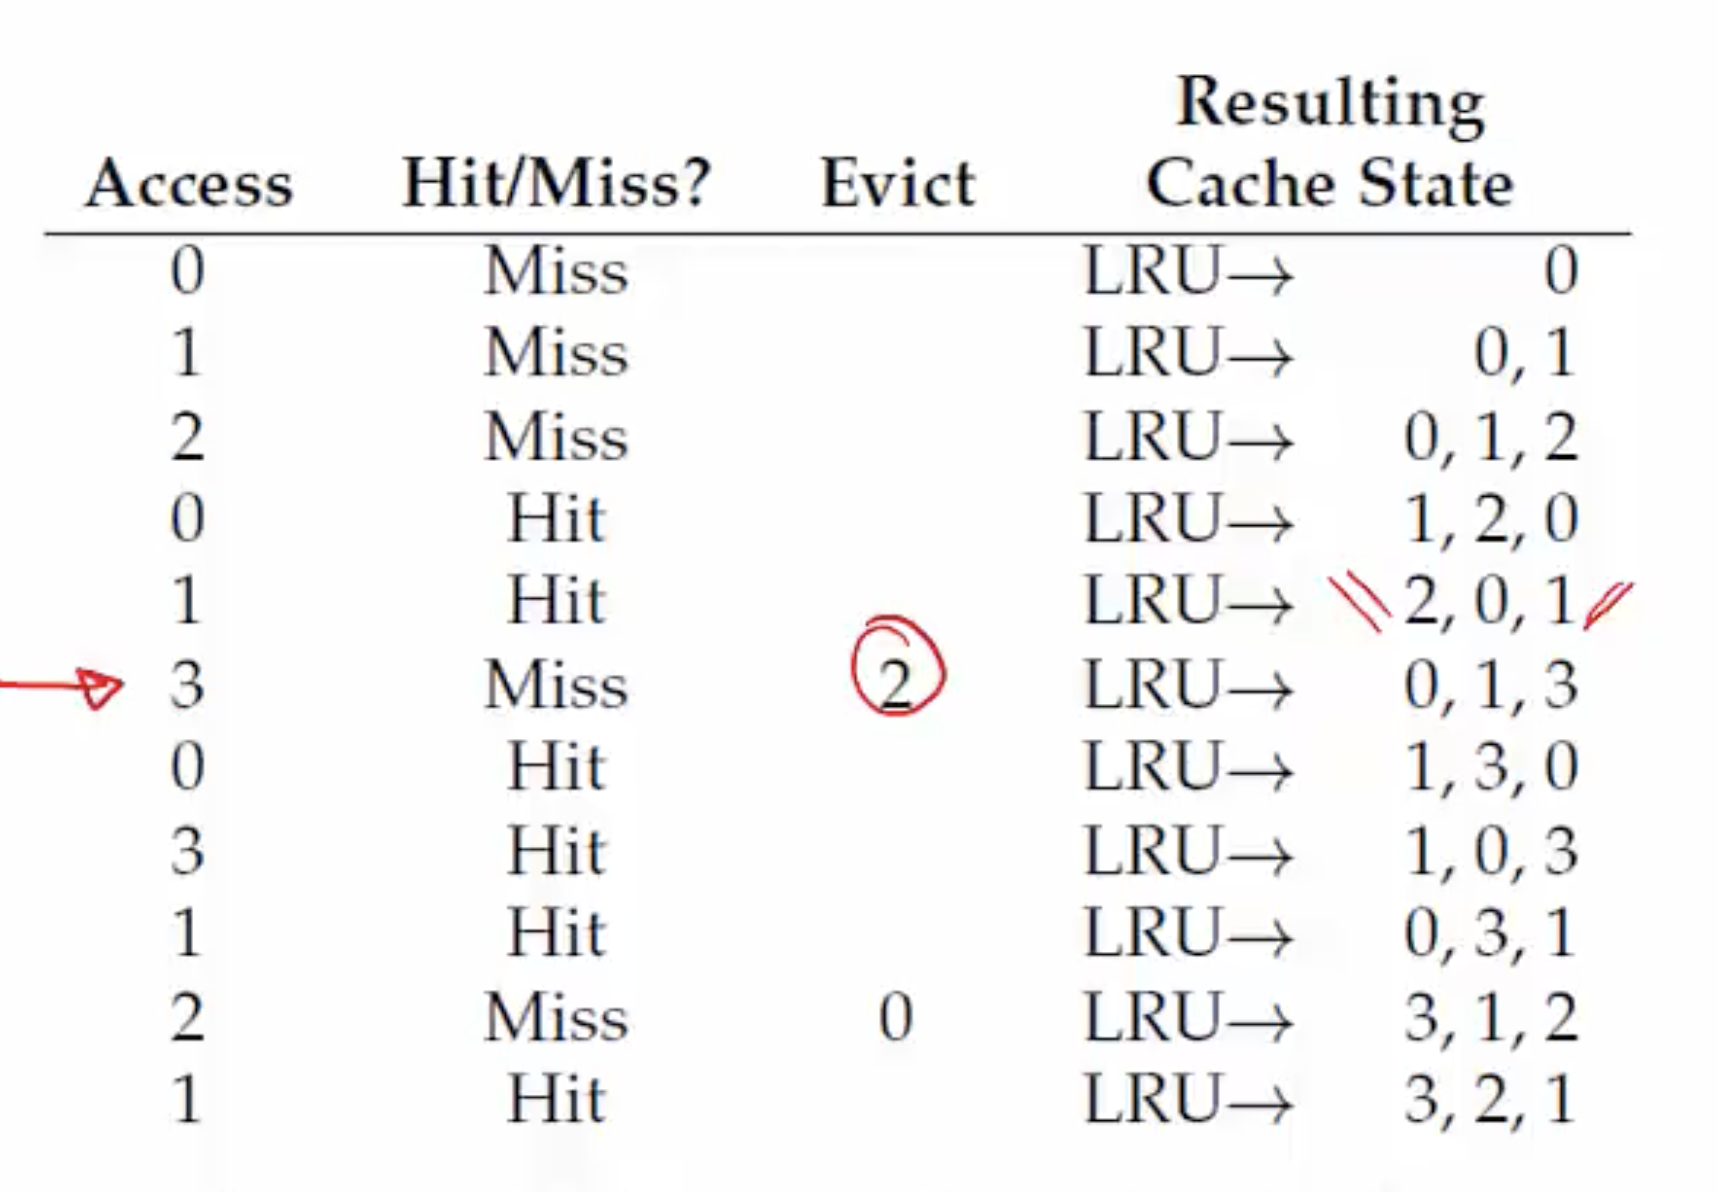 Resulting
Access Hit/Miss? Evict Cache State
0 Miss LRU→ 0
1 Miss LRU→ 0, 1
2 Miss LRU→ 0, 1, 2
0 Hit LRU→ 1, 2, 0
1 Hit LRU→ 2, 0, 1
3 Miss 2 LRU→ 0, 1, 3
0 Hit LRU→ 1, 3, 0
3 Hit LRU→ 1, 0, 3
1 Hit LRU→ 0, 3, 1
2 Miss 0 LRU→ 3, 1, 2
1 Hit LRU→ 3, 2, 1